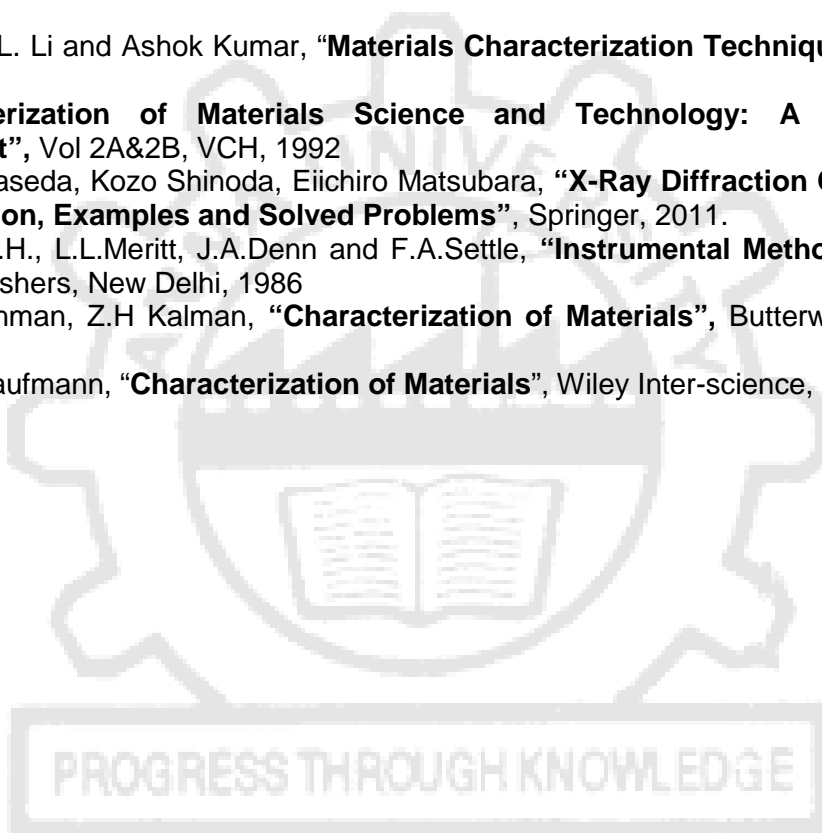 L. Li and Ashok Kumar, “Materials Characterization Techniqu
erization of Materials Science and Technology: A
t”, Vol 2A&2B, VCH, 1992
aseda, Kozo Shinoda, Eiichiro Matsubara, “X-Ray Diffraction
on, Examples and Solved Problems”, Springer, 2011.
.H., L.L.Meritt, J.A.Denn and F.A.Settle, “Instrumental Metho
shers, New Delhi, 1986
nman, Z.H Kalman, “Characterization of Materials”, Butterw
aufmann, “Characterization of Materials”, Wiley Inter-science,
PROGRESS THROUGH KNOWLEDGE